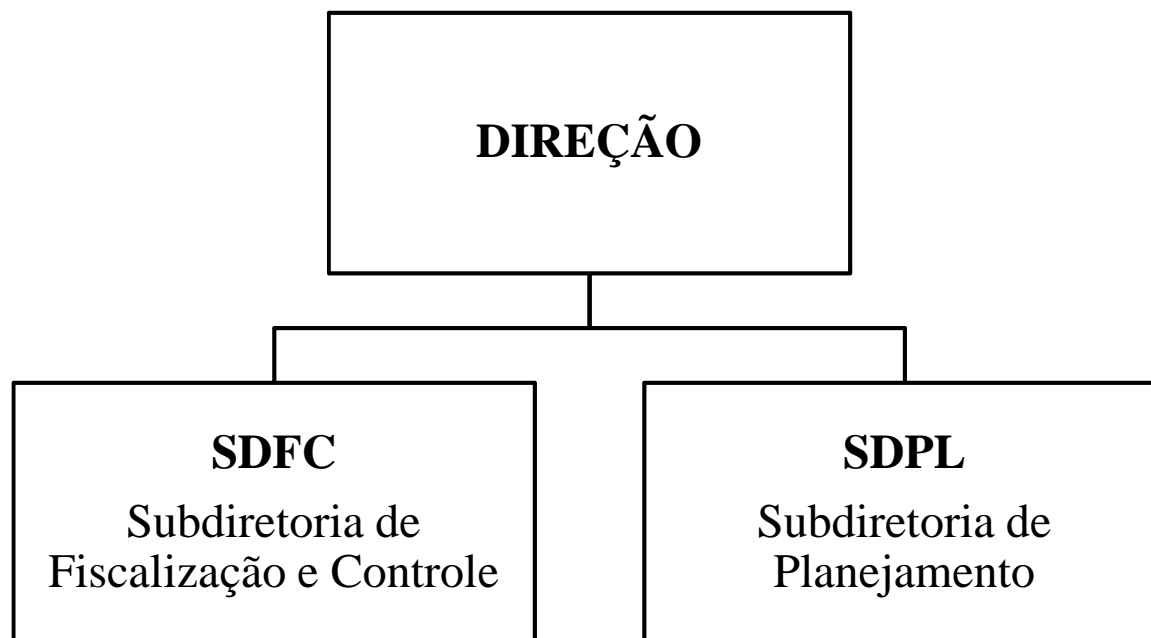 DIREÇÃO
SDFC
Subdiretoria de
Fiscalização e Controle
SDPL
Subdiretoria de
Planejamento